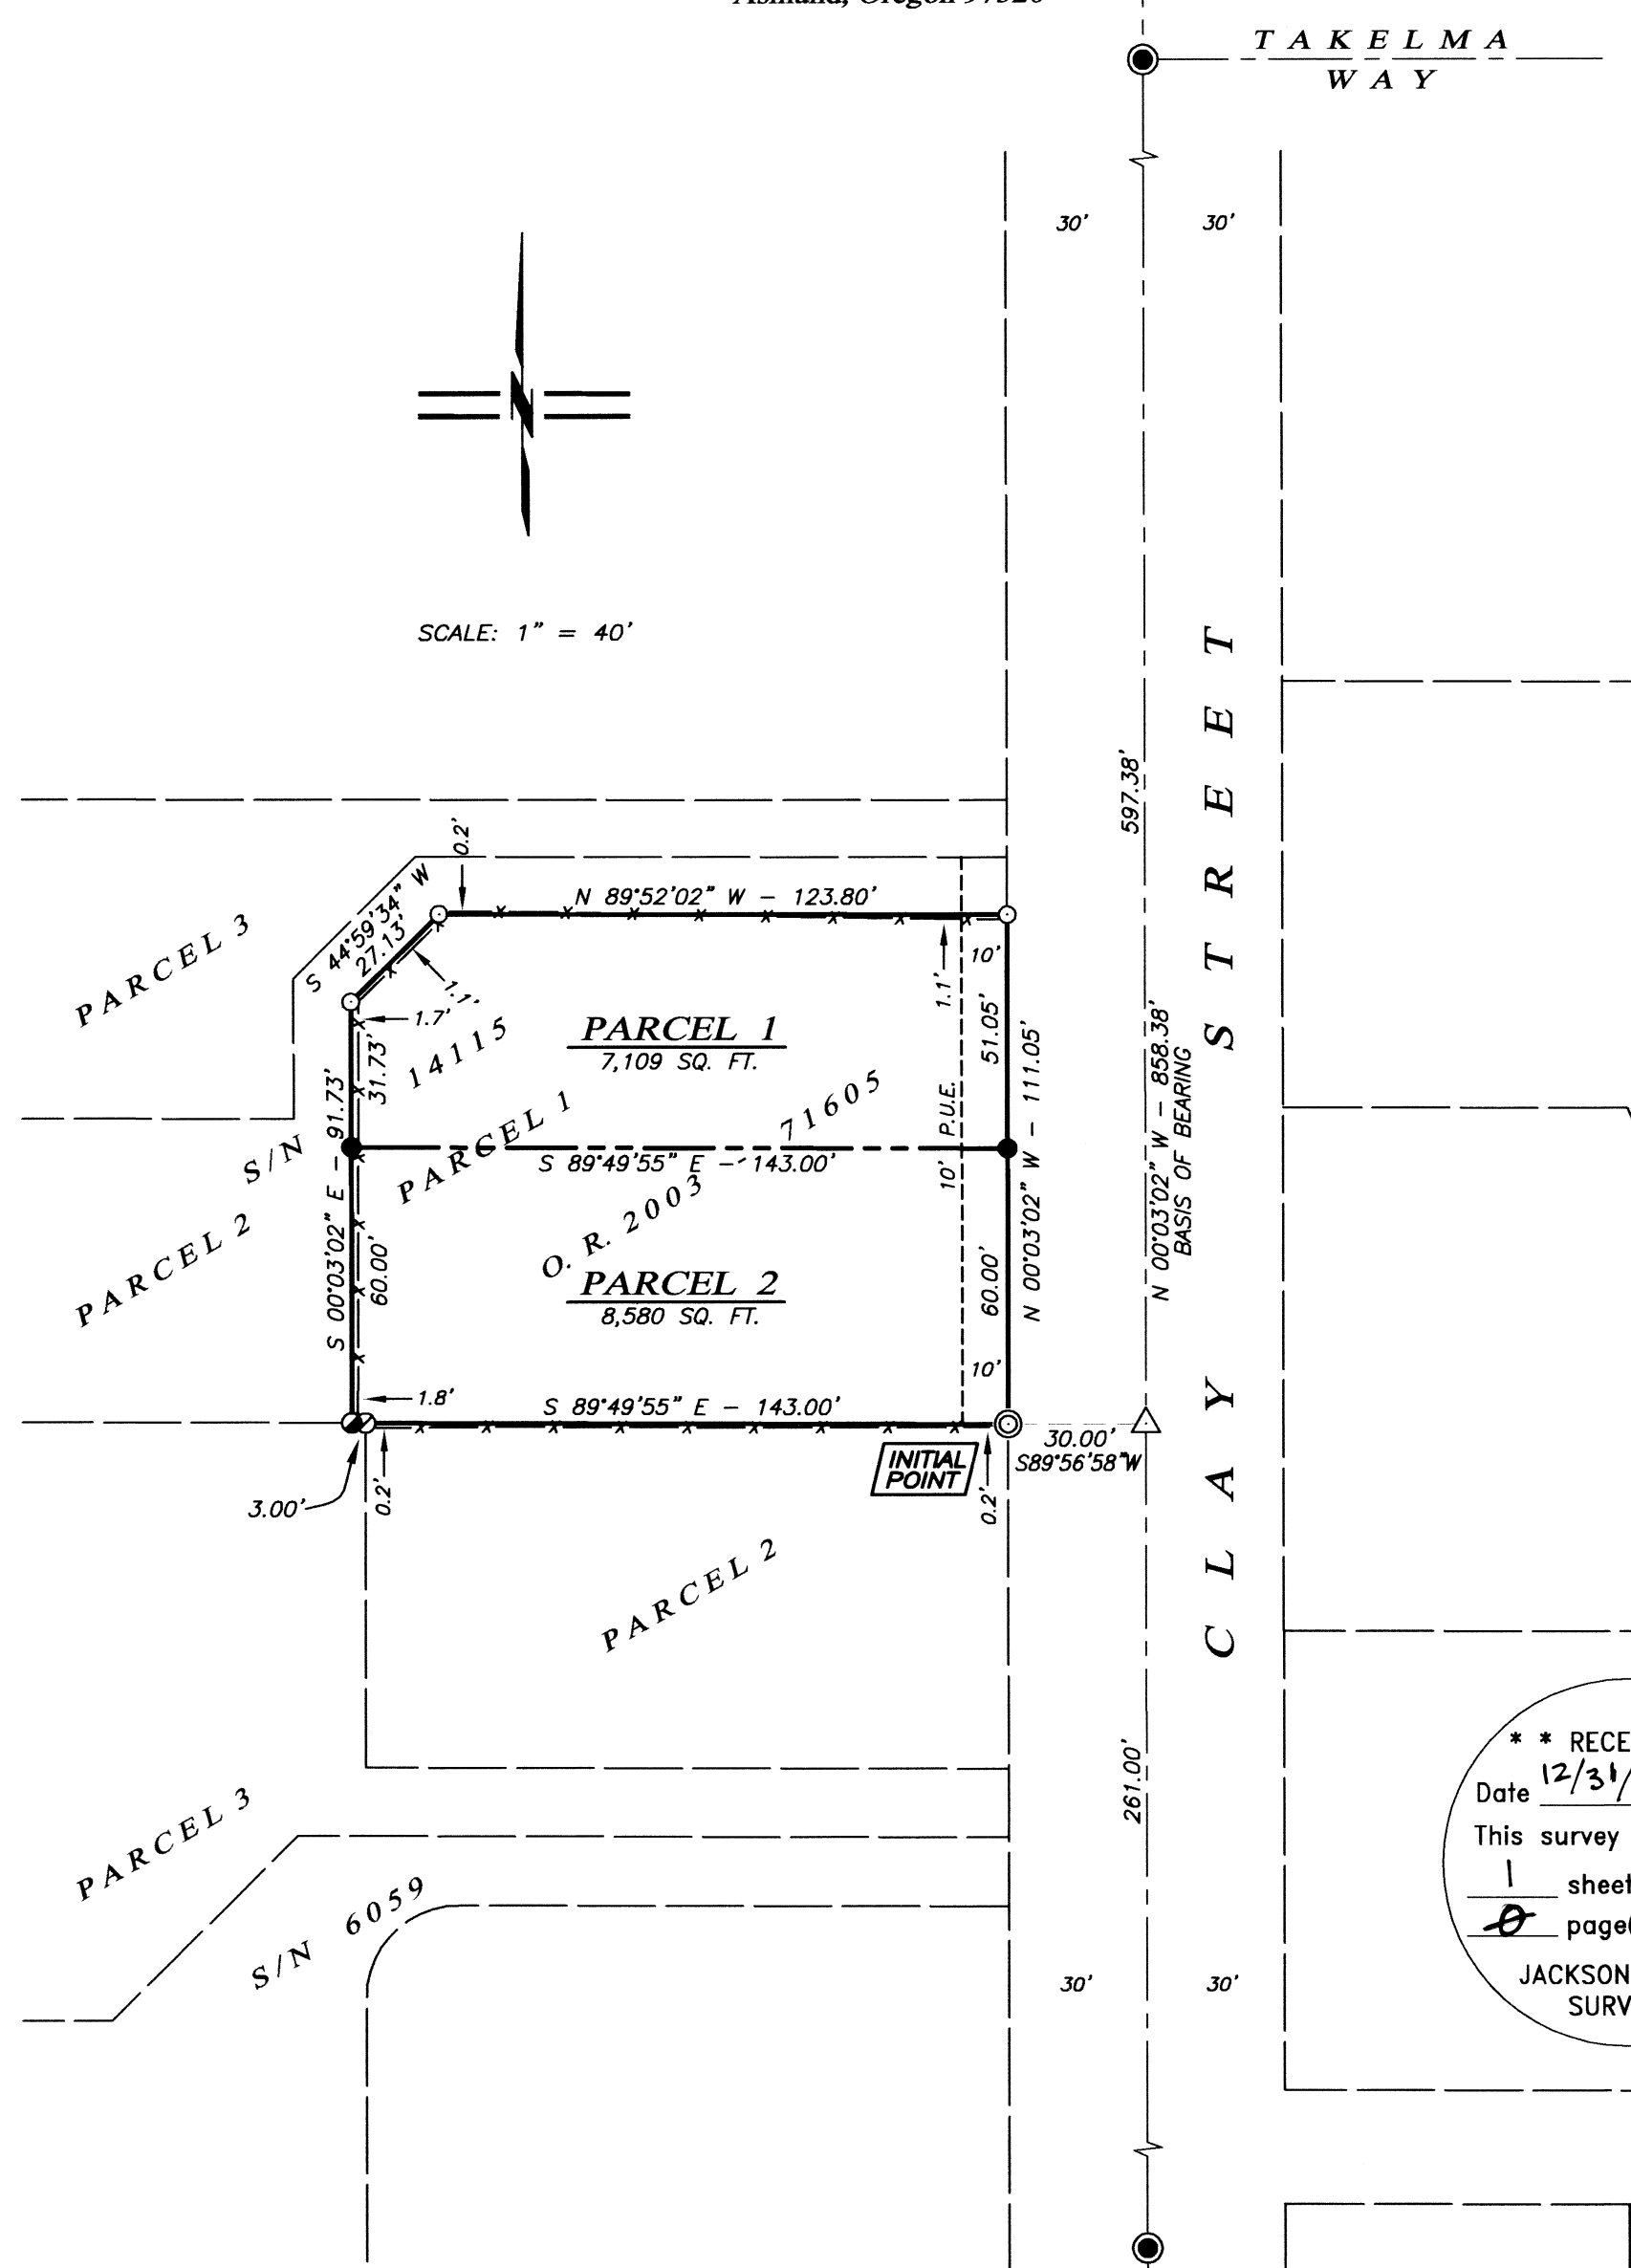 TAKELMA
WAY
30'
30'
N
SCALE: 1" = 40'
597.38'
0.2'
S 44°59'34" W
27.13'
N 89°52'02" W - 123.80'
10'
1.1'
1.1'
1.7'
PARCEL 3
14115
PARCEL 1
7,109 SQ. FT.
51.05'
31.73'
S 00°03'02" E - 91.73'
N 00°03'02" W - 111.05'
N 00°03'02" W - 858.38'
BASIS OF BEARING
CLAY STREET
S/N
PARCEL 1
71605
10' P.U.E.
S 89°49'55" E - 143.00'
O. R. 2003
PARCEL 2
PARCEL 2
8,580 SQ. FT.
60.00'
60.00'
10'
1.8'
S 89°49'55" E - 143.00'
INITIAL
POINT
30.00'
S89°56'58"W
3.00'
0.2'
0.2'
PARCEL 2
261.00'
PARCEL 3
S/N 6059
30'
30'
* * RECE
Date 12/31/
This survey
1 sheet
0 page(
JACKSON
SURV